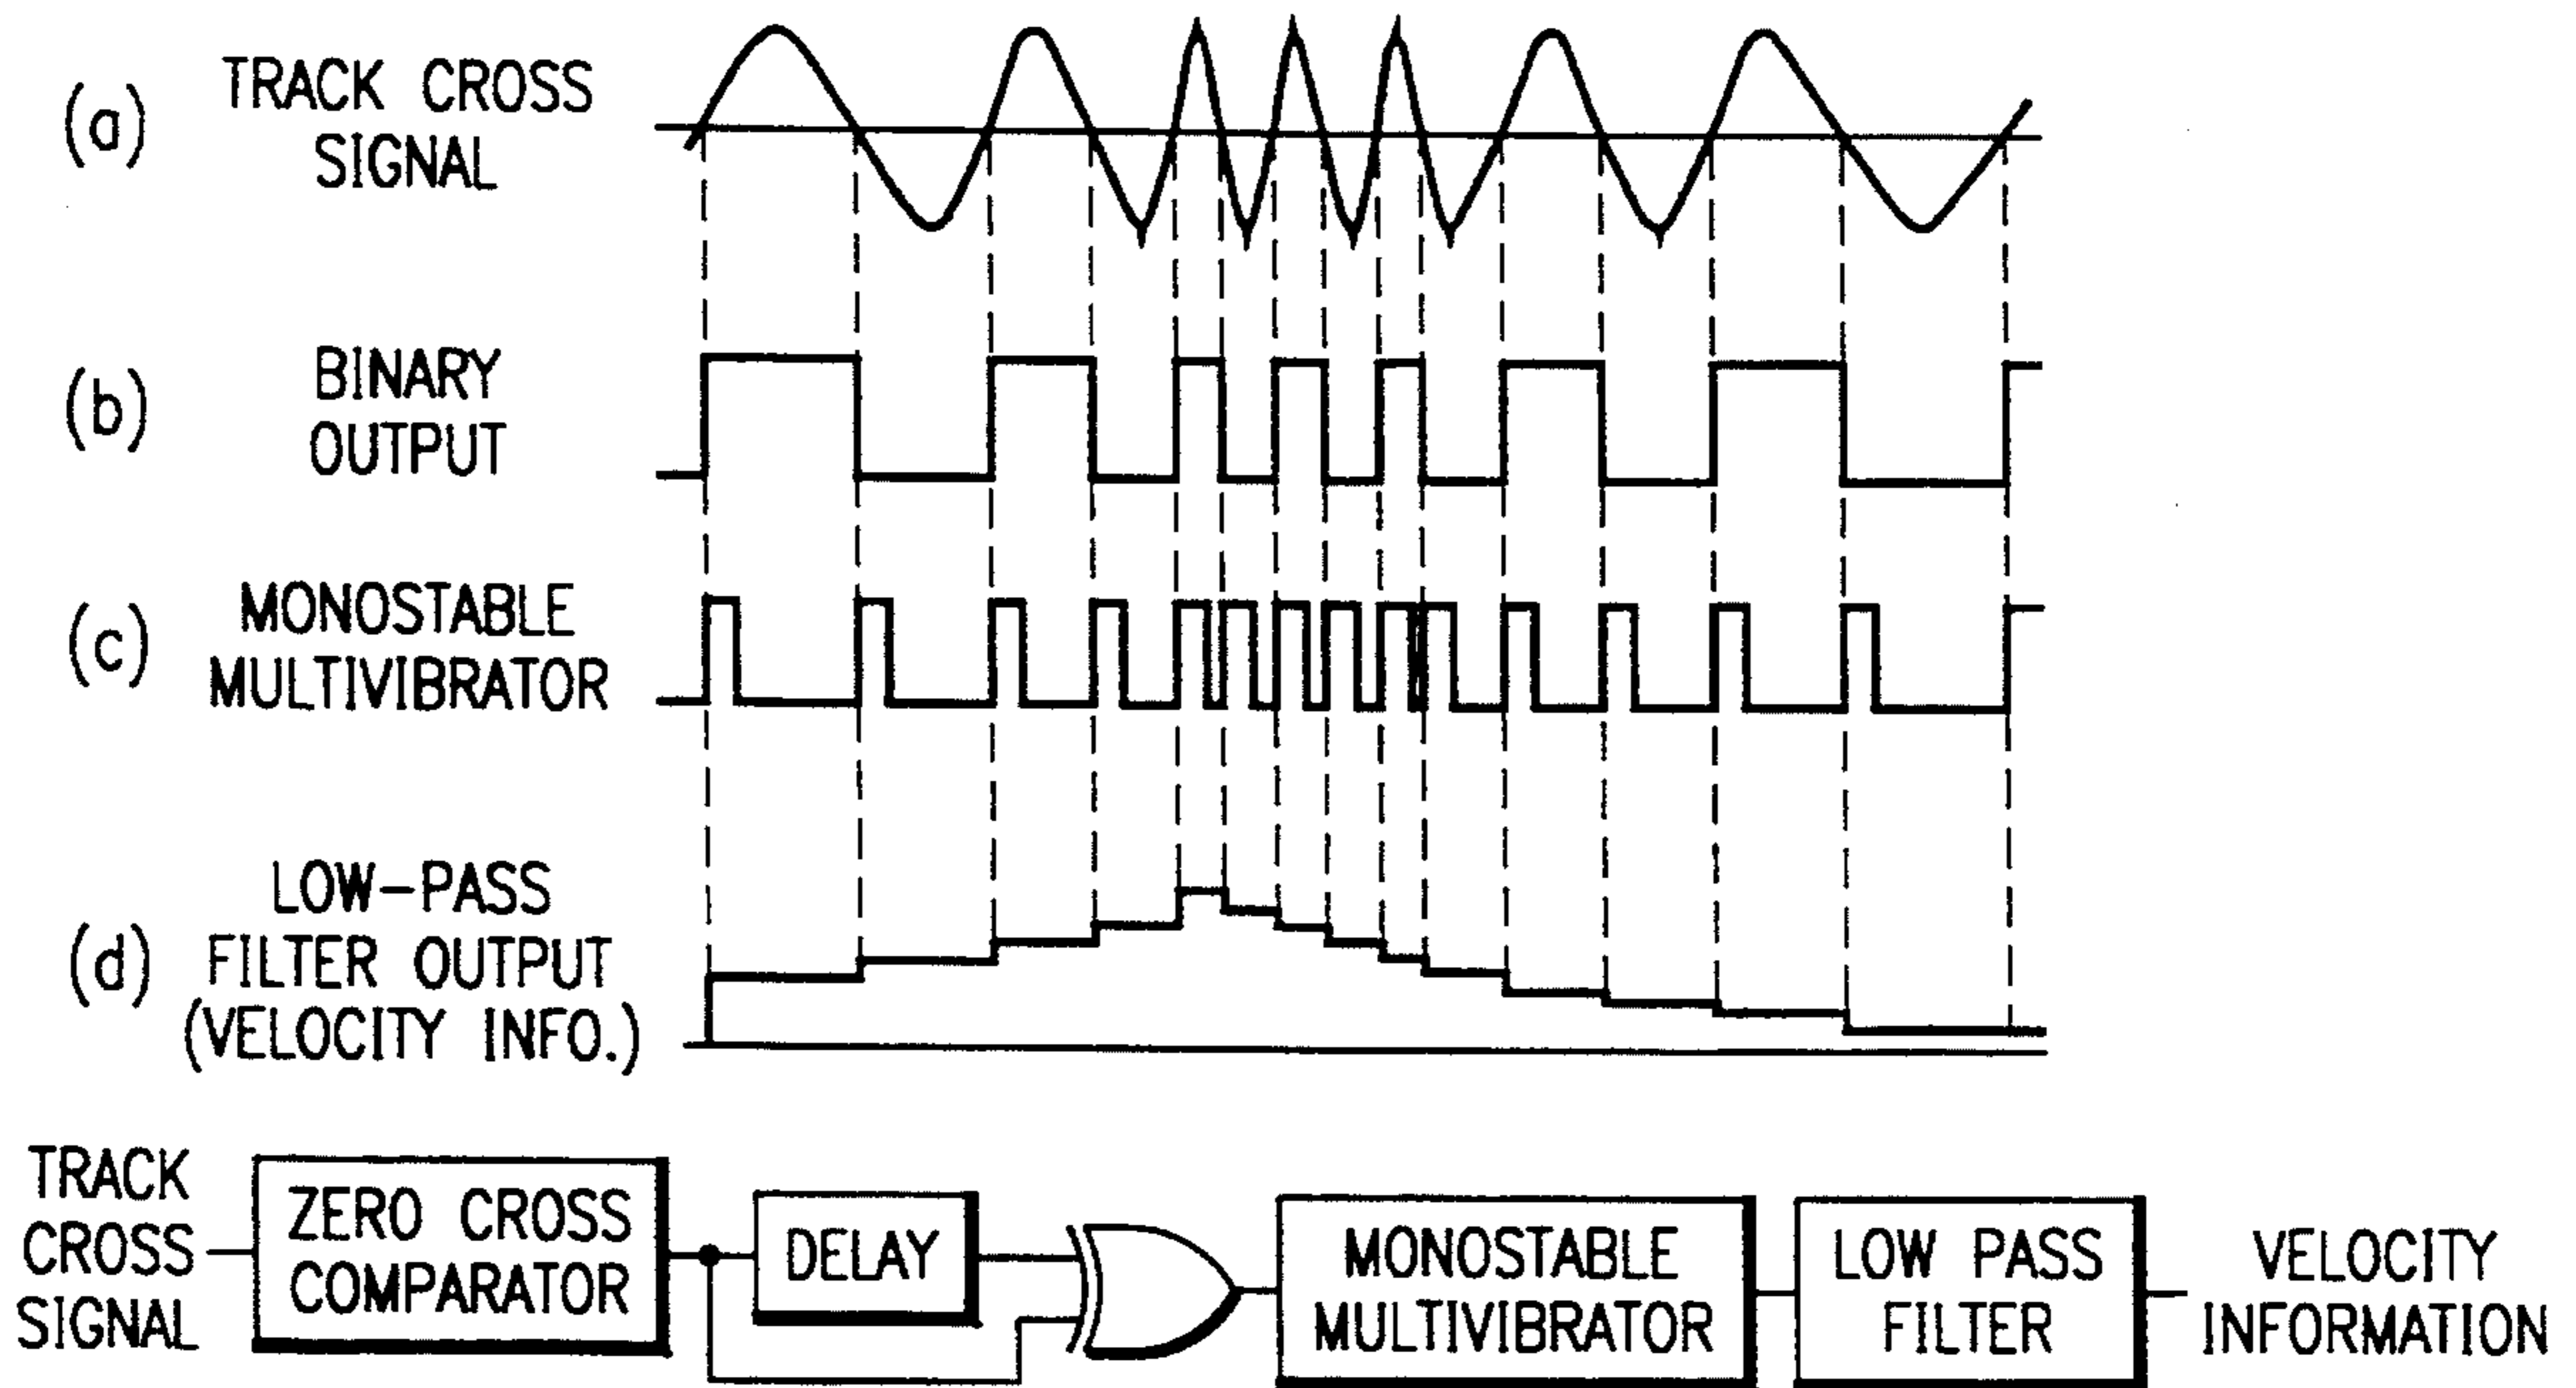 (a) TRACK CROSS
SIGNAL
(b) BINARY
OUTPUT
(c) MONOSTABLE
MULTIVIBRATOR
(d) LOW-PASS
FILTER OUTPUT
(VELOCITY INFO.)
TRACK
CROSS
SIGNAL
ZERO CROSS
COMPARATOR
DELAY
MONOSTABLE
MULTIVIBRATOR
LOW PASS
FILTER
VELOCITY
INFORMATION